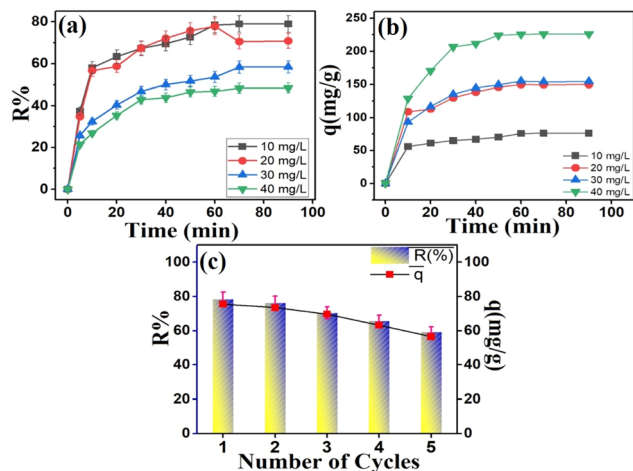 (a)
R%
80
60
40
20
0
10 mg/L
20 mg/L
30 mg/L
40 mg/L
0 20 40 60 80 100
Time (min)
(b)
q(mg/g)
250
200
150
100
50
0
10 mg/L
20 mg/L
30 mg/L
40 mg/L
0 20 40 60 80 100
Time (min)
(c)
R(%)
q
R%
100
80
60
40
20
0
100
80
60
40
20
0
q(mg/g)
1 2 3 4 5
Number of Cycles